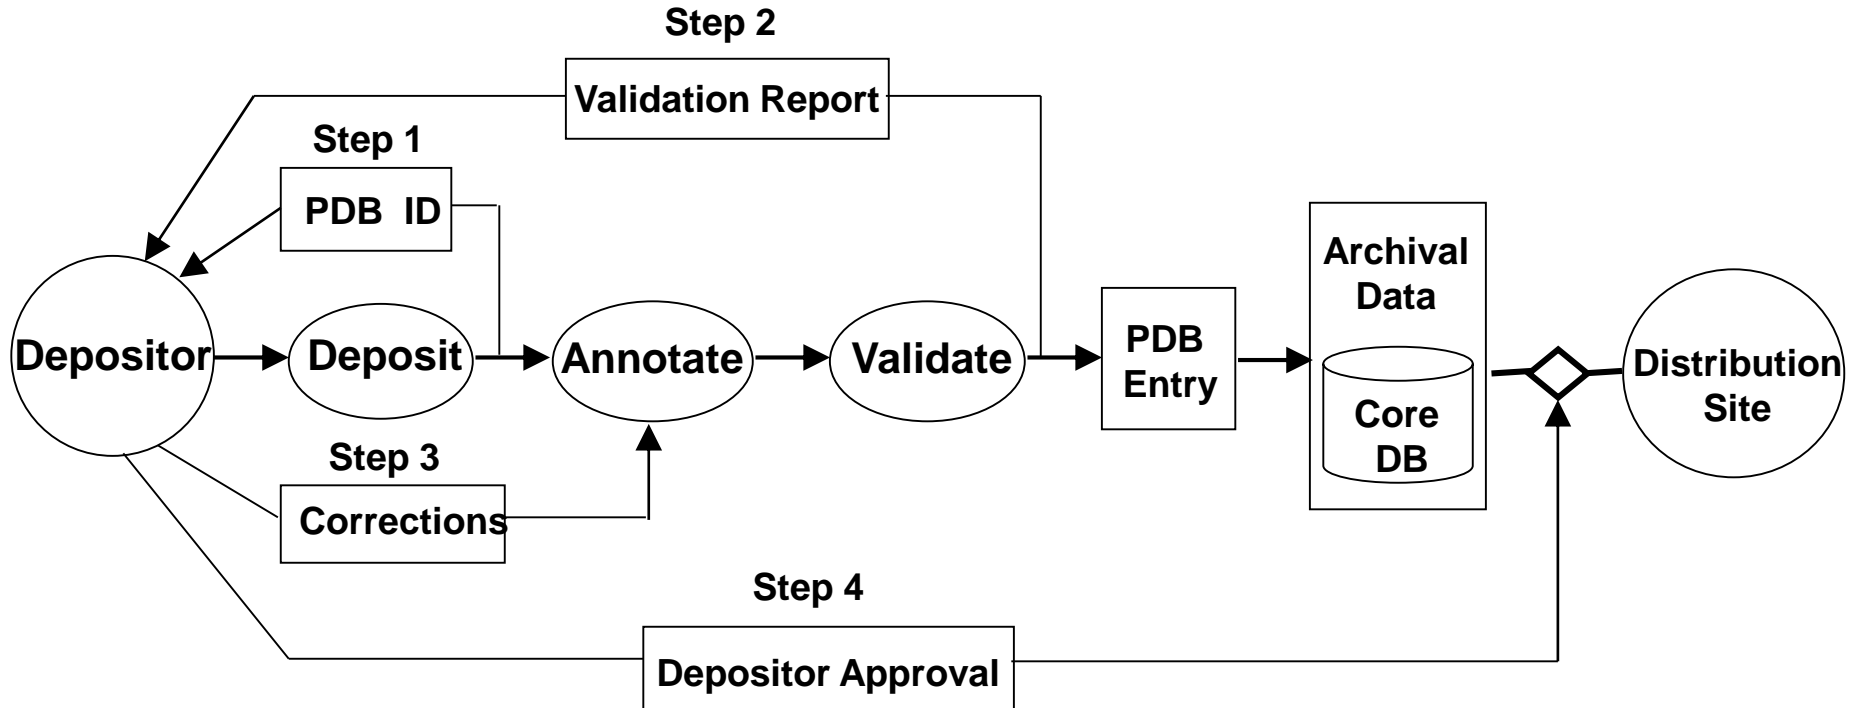 Step 2
Validation Report
Step 1
PDB ID
Depositor
Deposit
Annotate
Validate
PDB
Entry
Archival
Data
Core
DB
Distribution
Site
Step 3
Corrections
Step 4
Depositor Approval